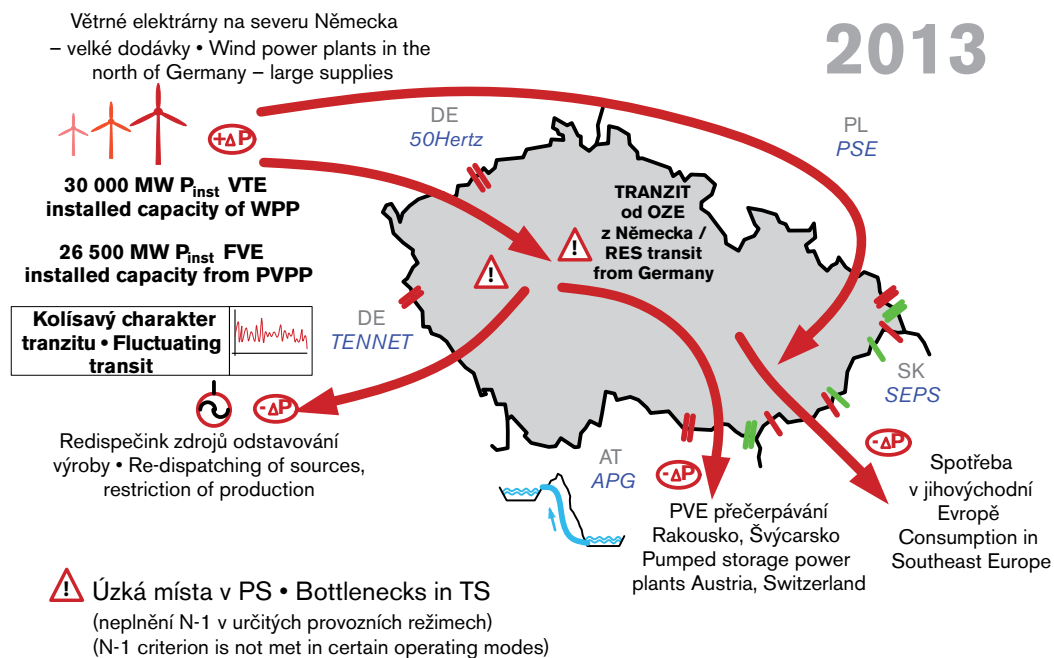 Větrné elektrárny na severu Německa
– velké dodávky • Wind power plants in the
north of Germany – large supplies
2013
+ΔP
DE
50Hertz
PL
PSE
30 000 MW Pinst VTE
installed capacity of WPP
26 500 MW Pinst FVE
installed capacity from PVPP
TRANZIT
od OZE
z Německa /
RES transit
from Germany
!
!
Kolísavý charakter
tranzitu • Fluctuating
transit
DE
TENNET
SK
SEPS
-ΔP
Redispečink zdrojů odstavování
výroby • Re-dispatching of sources,
restriction of production
AT
APG
-ΔP
PVE přečerpávání
Rakousko, Švýcarsko
Pumped storage power
plants Austria, Switzerland
-ΔP
Spotřeba
v jihovýchodní
Evropě
Consumption in
Southeast Europe
!
Úzká místa v PS • Bottlenecks in TS
(neplnění N-1 v určitých provozních režimech)
(N-1 criterion is not met in certain operating modes)